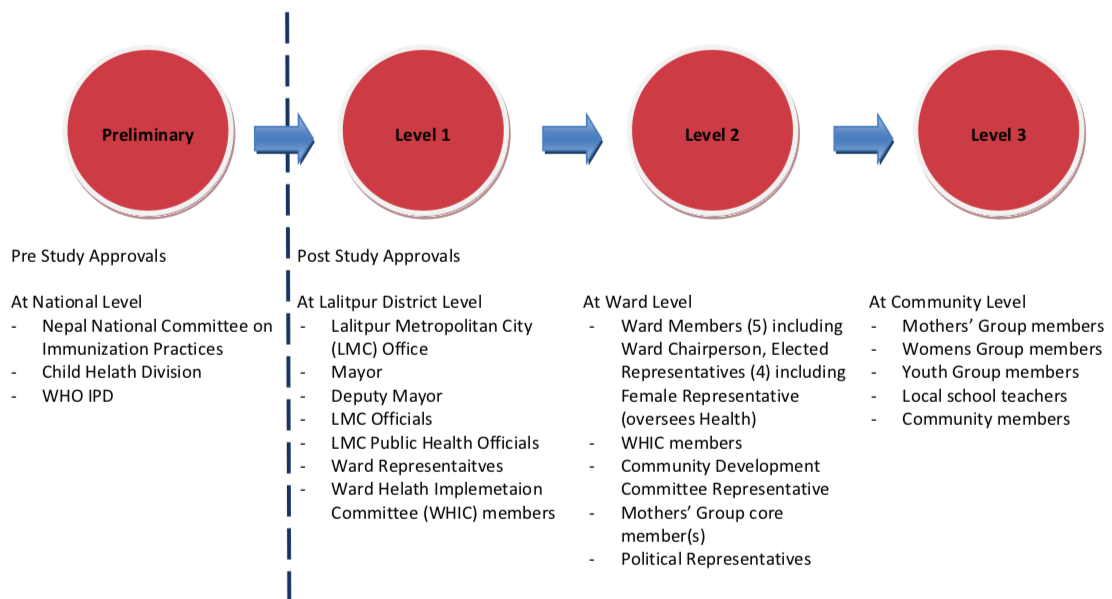 Preliminary
Level 1
Level 2
Level 3
Pre Study Approvals
At National Level
- Nepal National Committee on
Immunization Practices
- Child Helath Division
- WHO IPD
Post Study Approvals
At Lalitpur District Level
- Lalitpur Metropolitan City
(LMC) Office
- Mayor
- Deputy Mayor
- LMC Officials
- LMC Public Health Officials
- Ward Representaitves
- Ward Helath Implemetaion
Committee (WHIC) members
At Ward Level
- Ward Members (5) including
Ward Chairperson, Elected
Representatives (4) including
Female Representative
(oversees Health)
- WHIC members
- Community Development
Committee Representative
- Mothers’ Group core
member(s)
- Political Representatives
At Community Level
- Mothers’ Group members
- Womens Group members
- Youth Group members
- Local school teachers
- Community members